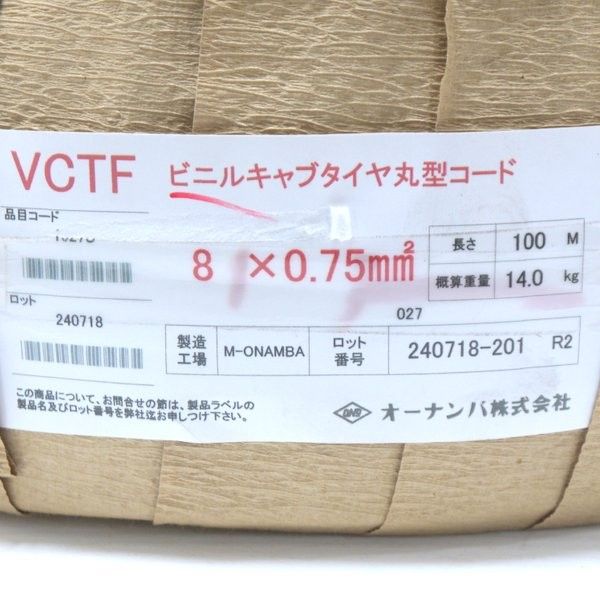 VCTF ビニルキャブタイヤ丸型コード
品目コード
8 ×0.75mm²
長さ 100 M
概算重量 14.0 kg
ロット
240718
027
製造工場 M-ONAMBA ロット番号 240718-201 R2
この商品について、お問合せの節は、製品ラベルの
製品名及びロット番号を弊社迄お申しつけ下さい。
ONB オーナンバ株式会社